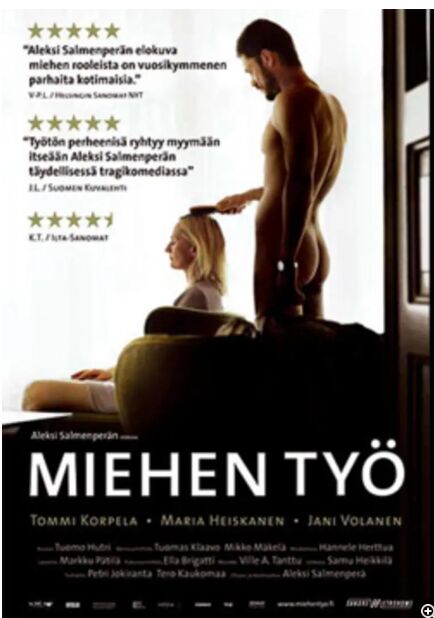 "Aleksi Salmenperän elokuva
miehen rooleista on vuosikymmenen
parhaita kotimaisia."
V-P.L. / Helsingin Sanomat NYT
"Työtön perheenisä ryhtyy myymään
itseään Aleksi Salmenperän
täydellisessä tragikomediassa"
J.L. / Suomen Kuvalehti
K.T. / Ilta-Sanomat
Aleksi Salmenperän
MIEHEN TYÖ
Tommi Korpela • Maria Heiskanen • Jani Volanen
Tuomo Hutri Tuomas Klaavo Mikko Mäkelä Hannele Herttua
Markku Pätilä Ella Brigatti Ville A. Tanttu Samu Heikkilä
Petri Jokiranta Tero Kaukomaa Aleksi Salmenperä
www.miehentyo.fi